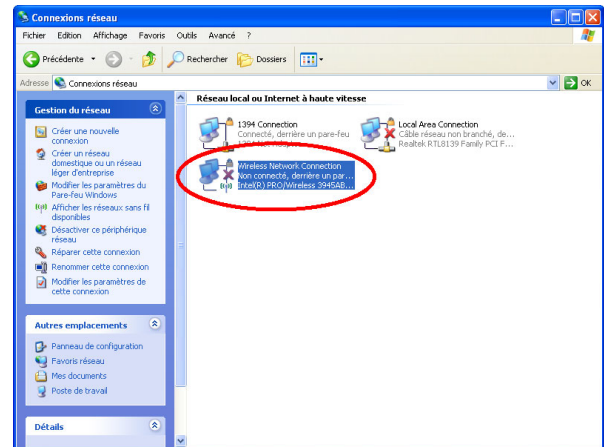 Connexions réseau
Fichier Edition Affichage Favoris Outils Avancé ?
Précédente Rechercher Dossiers
Adresse Connexions réseau OK
Gestion du réseau
Créer une nouvelle
connexion
Créer un réseau
domestique ou un réseau
léger d'entreprise
Modifier les paramètres du
Pare-feu Windows
Afficher les réseaux sans fil
disponibles
Désactiver ce périphérique
réseau
Réparer cette connexion
Renommer cette connexion
Modifier les paramètres de
cette connexion
Autres emplacements
Panneau de configuration
Favoris réseau
Mes documents
Poste de travail
Détails
Réseau local ou Internet à haute vitesse
1394 Connection
Connecté, derrière un pare-feu
Local Area Connection
Câble réseau non branché, de...
Realtek RTL8139 Family PCI F...
Wireless Network Connection
Non connecté, derrière un par...
Intel(R) PRO/Wireless 3945AB...